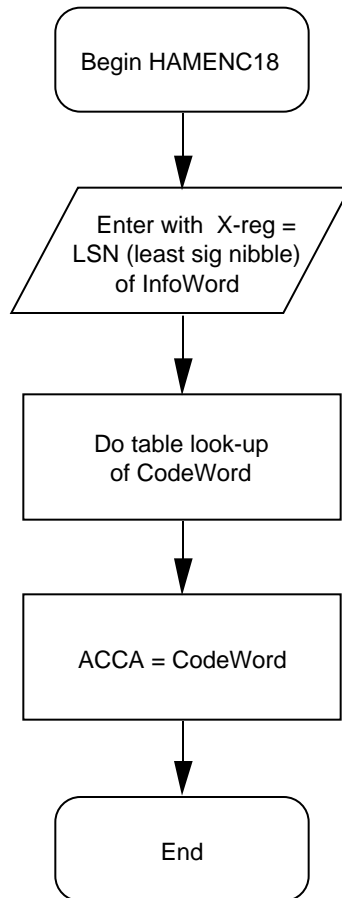 Begin HAMENC18
Enter with X-reg =
LSN (least sig nibble)
of InfoWord
Do table look-up
of CodeWord
ACCA = CodeWord
End